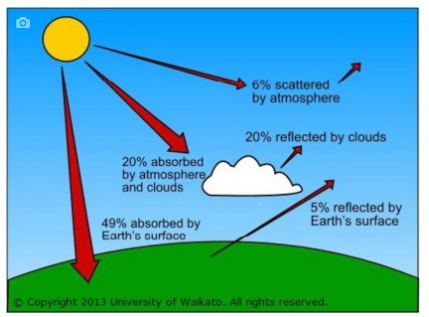 6% scattered
by atmosphere
20% reflected by clouds
20% absorbed
by atmosphere
and clouds
5% reflected by
Earth's surface
49% absorbed by
Earth's surface
© Copyright 2013 University of Waikato. All rights reserved.